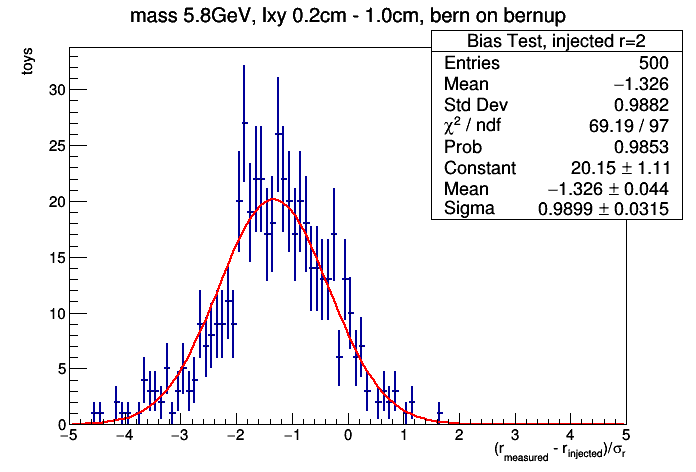 mass 5.8GeV, lxy 0.2cm - 1.0cm, bern on bernup
toys
Bias Test, injected r=2
Entries 500
Mean −1.326
Std Dev 0.9882
χ² / ndf 69.19 / 97
Prob 0.9853
Constant 20.15 ± 1.11
Mean −1.326 ± 0.044
Sigma 0.9899 ± 0.0315
30
25
20
15
10
5
0
−5 −4 −3 −2 −1 0 1 2 3 4 5
(r_measured - r_injected)/σ_r